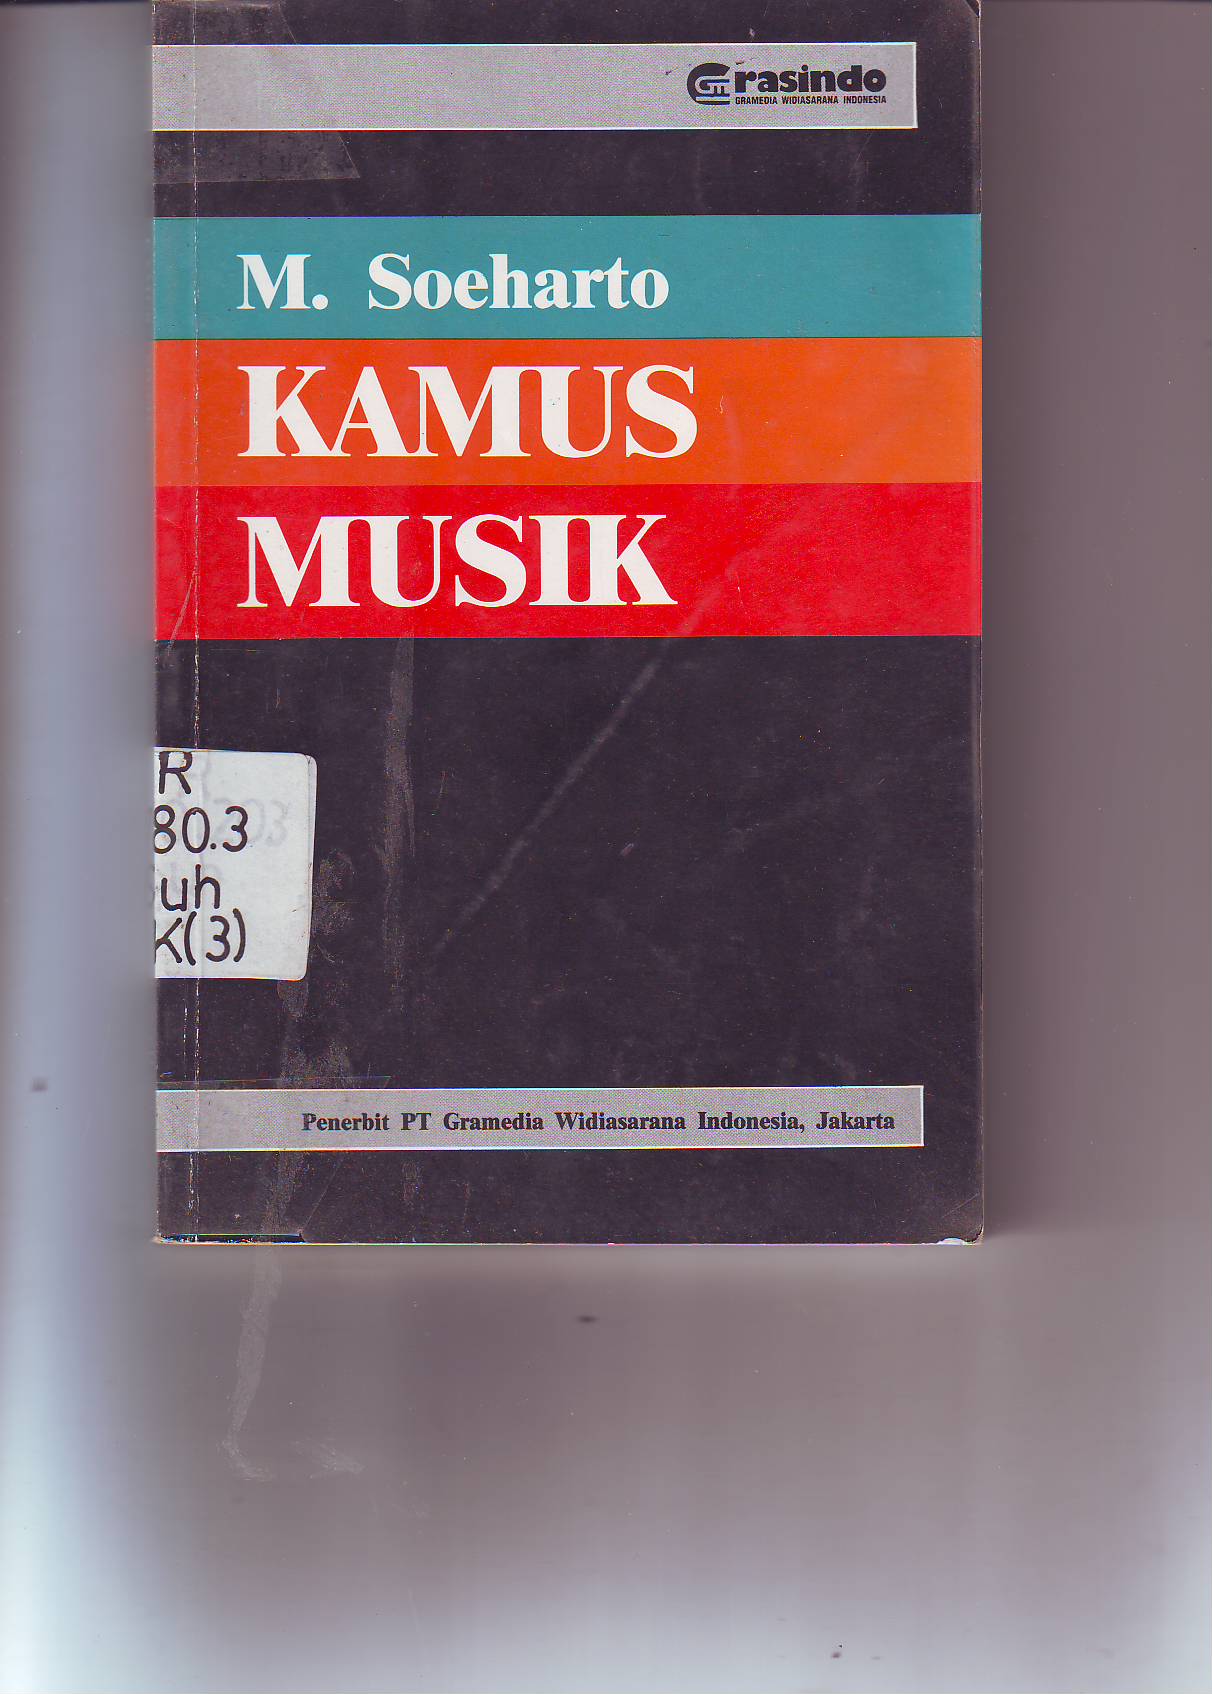 Grasindo
GRAMEDIA WIDIASARANA INDONESIA
M. Soeharto
KAMUS
MUSIK
R
80.3
uh
K(3)
Penerbit PT Gramedia Widiasarana Indonesia, Jakarta